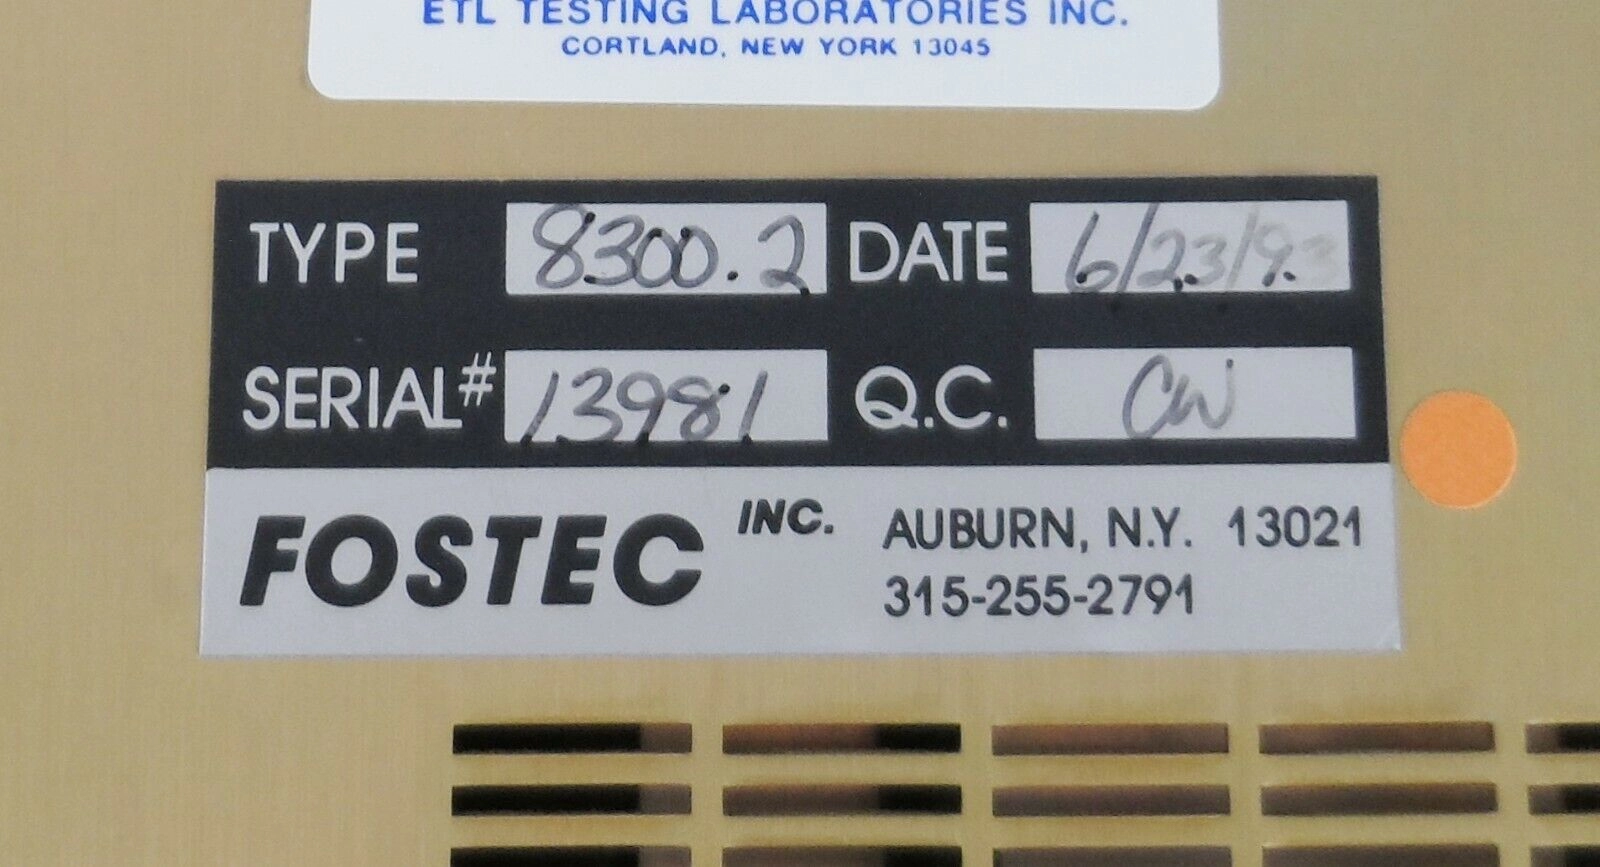 ETL TESTING LABORATORIES INC.
CORTLAND, NEW YORK 13045
TYPE 8300.2 DATE 6/23/93
SERIAL# 13981 Q.C. CW
FOSTEC INC. AUBURN, N.Y. 13021
315-255-2791